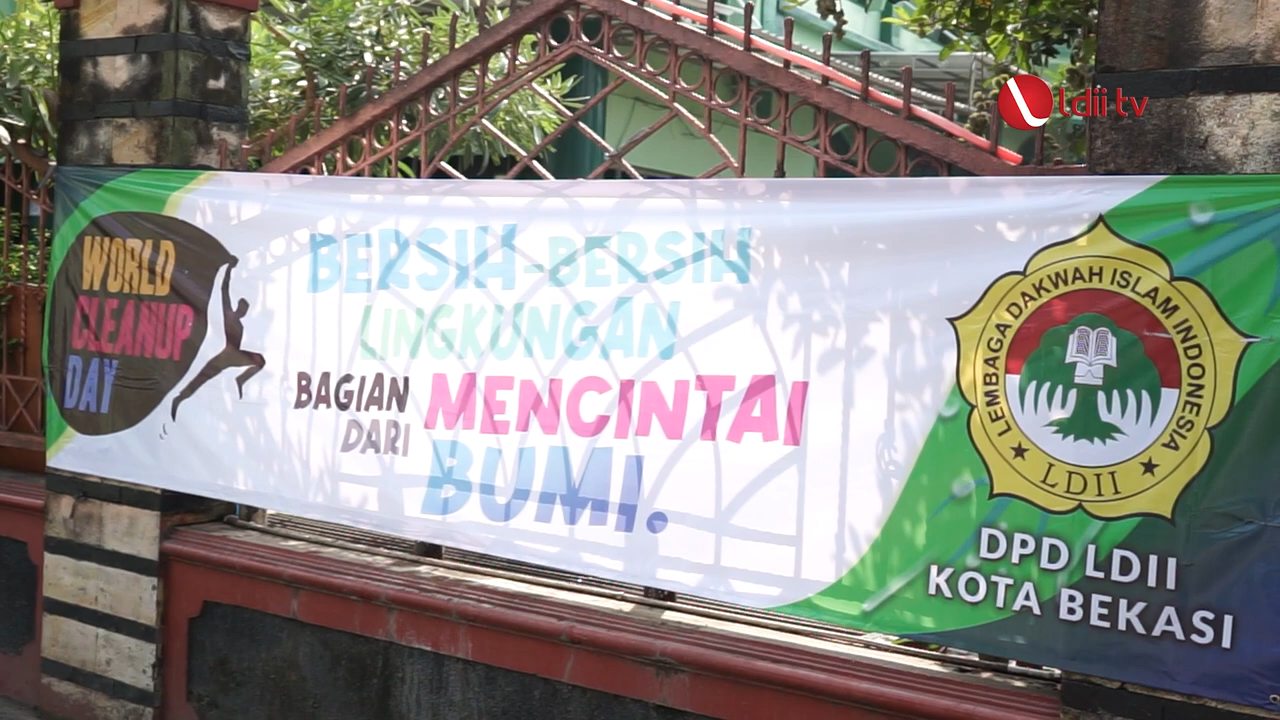 ldii tv
WORLD
CLEANUP
DAY
BERSIH-BERSIH
LINGKUNGAN
BAGIAN
DARI
MENCINTAI
BUMI.
LEMBAGA DAKWAH ISLAM INDONESIA
LDII
DPD LDII
KOTA BEKASI